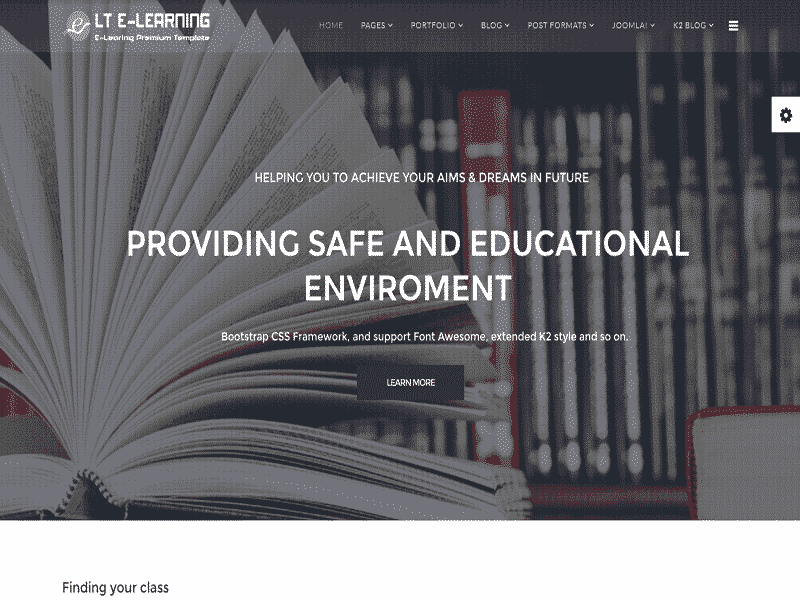 LT E-LEARNING
E-Learing Premium Template
HOME PAGES PORTFOLIO BLOG POST FORMATS JOOMLA! K2 BLOG
HELPING YOU TO ACHIEVE YOUR AIMS & DREAMS IN FUTURE
PROVIDING SAFE AND EDUCATIONAL
ENVIROMENT
Bootstrap CSS Framework, and support Font Awesome, extended K2 style and so on.
LEARN MORE
Finding your class